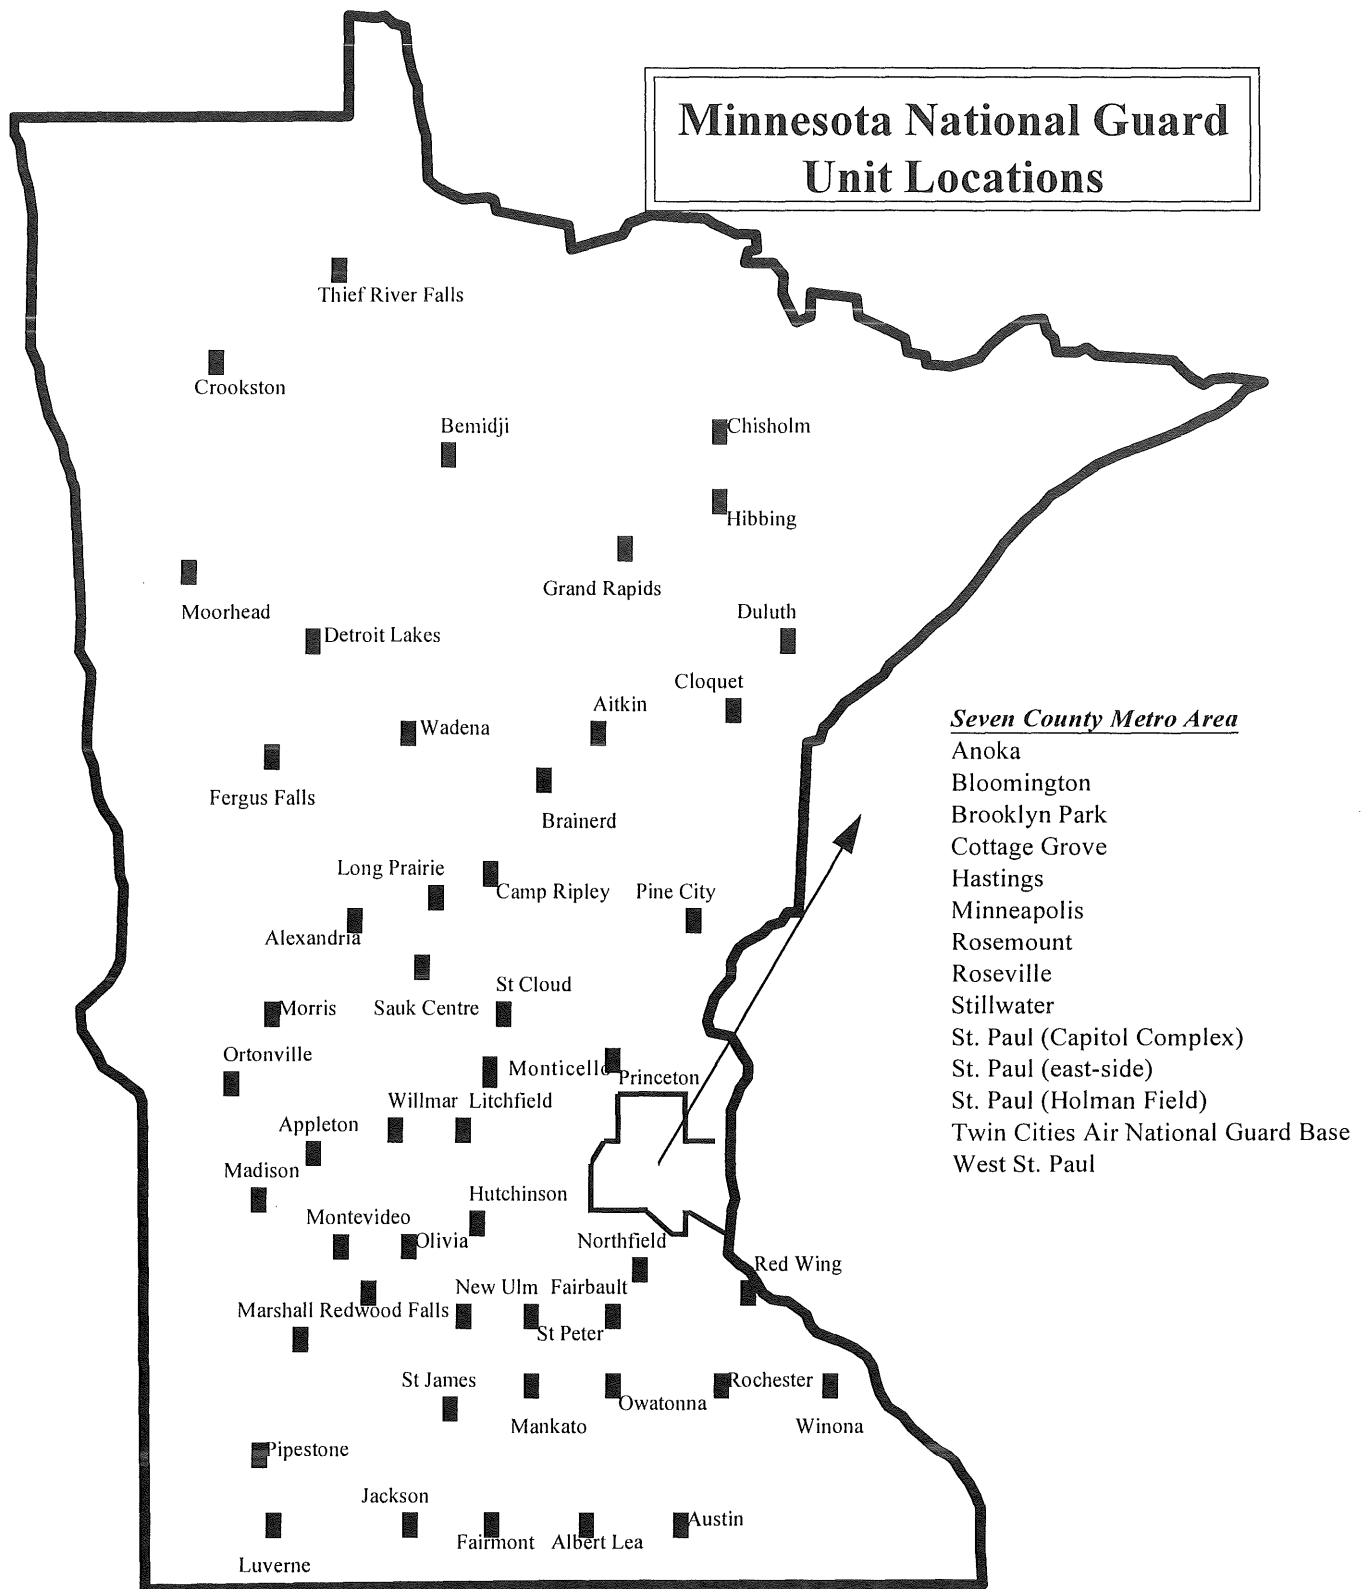 Minnesota National Guard
Unit Locations
Thief River Falls
Crookston
Bemidji
Chisholm
Hibbing
Grand Rapids
Moorhead
Duluth
Detroit Lakes
Cloquet
Aitkin
Wadena
Fergus Falls
Brainerd
Long Prairie
Camp Ripley
Pine City
Alexandria
St Cloud
Morris
Sauk Centre
Ortonville
Monticello
Princeton
Willmar
Litchfield
Appleton
Madison
Hutchinson
Montevideo
Olivia
Northfield
Red Wing
New Ulm
Fairbault
Marshall
Redwood Falls
St Peter
St James
Rochester
Owatonna
Mankato
Winona
Pipestone
Jackson
Austin
Fairmont
Albert Lea
Luverne
Seven County Metro Area
Anoka
Bloomington
Brooklyn Park
Cottage Grove
Hastings
Minneapolis
Rosemount
Roseville
Stillwater
St. Paul (Capitol Complex)
St. Paul (east-side)
St. Paul (Holman Field)
Twin Cities Air National Guard Base
West St. Paul